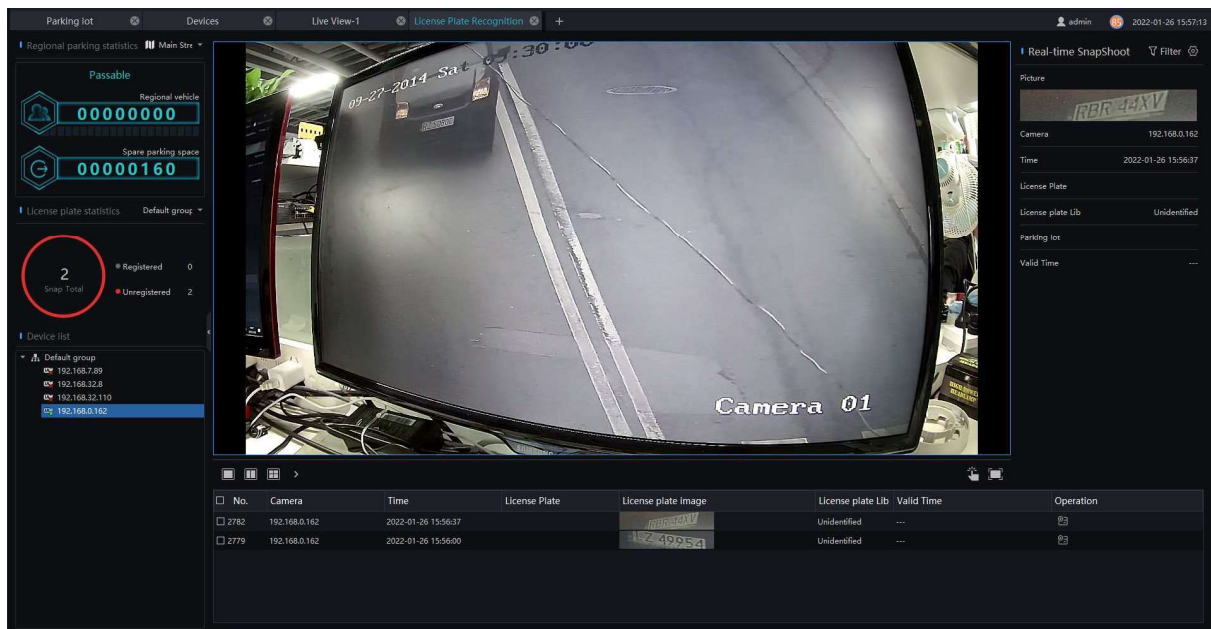 Parking lot
Devices
Live View-1
License Plate Recognition
+
admin
85
2022-01-26 15:57:13
Regional parking statistics
Main Stre
Passable
Regional vehicle
00000000
Spare parking space
00000160
License plate statistics
Default group
2
Snap Total
Registered 0
Unregistered 2
Device list
Default group
192.168.7.89
192.168.32.8
192.168.32.110
192.168.0.162
09-27-2014 Sat
Camera 01
Real-time SnapShoot
Filter
Picture
RBR 44XV
Camera 192.168.0.162
Time 2022-01-26 15:56:37
License Plate
License plate Lib Unidentified
Parking lot
Valid Time ---
No. Camera Time License Plate License plate image License plate Lib Valid Time Operation
2782 192.168.0.162 2022-01-26 15:56:37 RBR 44XV Unidentified ---
2779 192.168.0.162 2022-01-26 15:56:00 LZ 49954 Unidentified ---